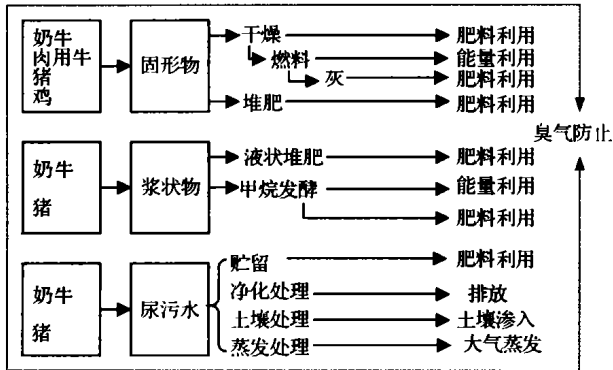 奶牛
肉用牛
猪
鸡
固形物
干燥
肥料利用
燃料
能量利用
灰
肥料利用
堆肥
肥料利用
臭气防止
奶牛
猪
浆状物
液状堆肥
肥料利用
甲烷发酵
能量利用
肥料利用
奶牛
猪
尿污水
贮留
肥料利用
净化处理
排放
土壤处理
土壤渗入
蒸发处理
大气蒸发